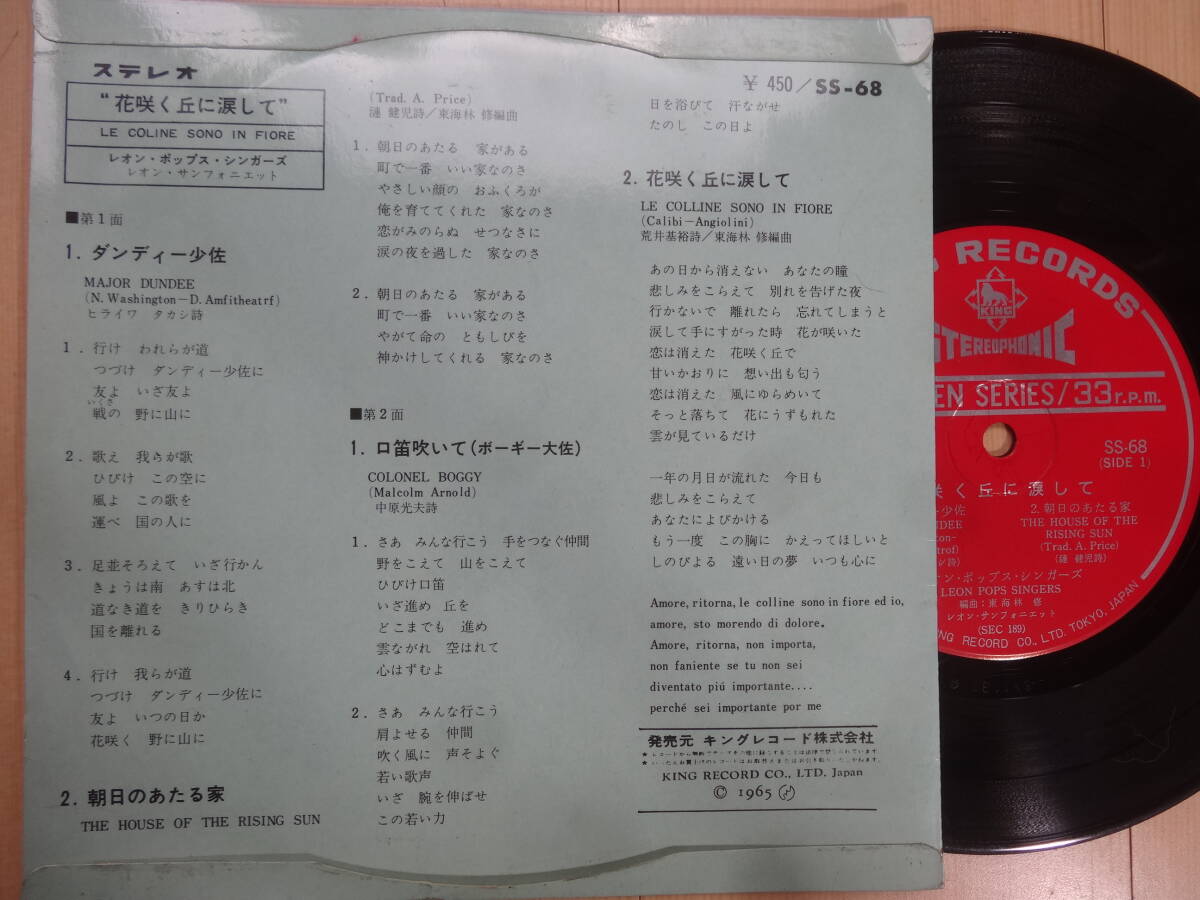 ステレオ
“花咲く丘に涙して”
LE COLINE SONO IN FIORE
レオン・ポップス・シンガーズ
レオン・サンフォニエット
■第1面
1. ダンディー少佐
MAJOR DUNDEE
(N. Washington—D. Amfitheatrf)
ヒライワ タカシ詩
1. 行け われらが道
つづけ ダンディー少佐に
友よ いざ友よ
いくさ
戦の 野に山に
2. 歌え 我らが歌
ひびけ この空に
風よ この歌を
運べ 国の人に
3. 足並そろえて いざ行かん
きょうは南 あすは北
道なき道を きりひらき
国を離れる
4. 行け 我らが道
つづけ ダンディー少佐に
友よ いつの日か
花咲く 野に山に
2. 朝日のあたる家
THE HOUSE OF THE RISING SUN
(Trad. A. Price)
漣 健児詩/東海林 修編曲
1. 朝日のあたる 家がある
町で一番 いい家なのさ
やさしい顔の おふくろが
俺を育ててくれた 家なのさ
恋がみのらぬ せつなさに
涙の夜を過した 家なのさ
2. 朝日のあたる 家がある
町で一番 いい家なのさ
やがて命の ともしびを
神かけしてくれる 家なのさ
■第2面
1. 口笛吹いて(ボーギー大佐)
COLONEL BOGGY
(Malcolm Arnold)
中原光夫詩
1. さあ みんな行こう 手をつなぐ仲間
野をこえて 山をこえて
ひびけ口笛
いざ進め 丘を
どこまでも 進め
雲ながれ 空はれて
心はずむよ
2. さあ みんな行こう
肩よせる 仲間
吹く風に 声そよぐ
若い歌声
いざ 腕を伸ばせ
この若い力
¥ 450/SS-68
日を浴びて 汗ながせ
たのし この日よ
2. 花咲く丘に涙して
LE COLLINE SONO IN FIORE
(Calibi—Angiolini)
荒井基裕詩/東海林 修編曲
あの日から消えない あなたの瞳
悲しみをこらえて 別れを告げた夜
行かないで 離れたら 忘れてしまうと
涙して手にすがった時 花が咲いた
恋は消えた 花咲く丘で
甘いかおりに 想い出も匂う
恋は消えた 風にゆらめいて
そっと落ちて 花にうずもれた
雲が見ているだけ
一年の月日が流れた 今日も
悲しみをこらえて
あなたによびかける
もう一度 この胸に かえってほしいと
しのびよる 遠い日の夢 いつも心に
Amore, ritorna, le colline sono in fiore ed io,
amore, sto morendo di dolore.
Amore, ritorna, non importa,
non faniente se tu non sei
diventato piú importante....
perché sei importante por me
発売元 キングレコード株式会社
KING RECORD CO., LTD. Japan
© 1965
RECORDS
KING
STEREOPHONIC
EN SERIES/33r.p.m.
SS-68
(SIDE 1)
咲く丘に涙して
少佐
DEE
2. 朝日のあたる家
THE HOUSE OF THE
RISING SUN
(Trad. A. Price)
(漣 健児詩)
ン・ポップス・シンガーズ
LEON POPS SINGERS
編曲:東海林 修
レオン・サンフォニエット
(SEC 189)
NG RECORD CO., LTD. TOKYO, JAPAN